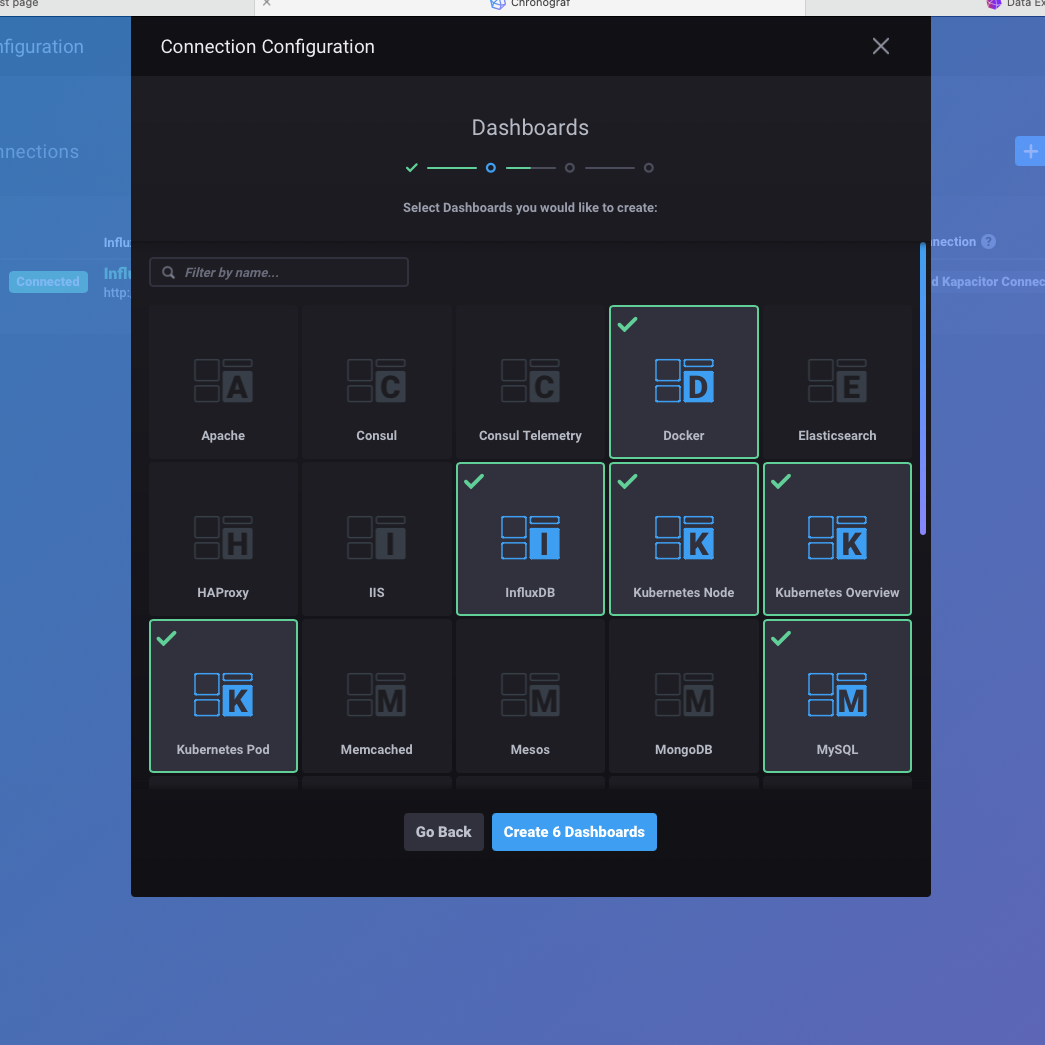 st page
Chronograf
Data Ex
nfiguration
Connection Configuration
Dashboards
nnections
Select Dashboards you would like to create:
Influ
nnection ?
Filter by name...
Connected
Infl
http:
d Kapacitor Connec
A C C D E
Apache Consul Consul Telemetry Docker Elasticsearch
H I I K K
HAProxy IIS InfluxDB Kubernetes Node Kubernetes Overview
K M M M M
Kubernetes Pod Memcached Mesos MongoDB MySQL
Go Back Create 6 Dashboards